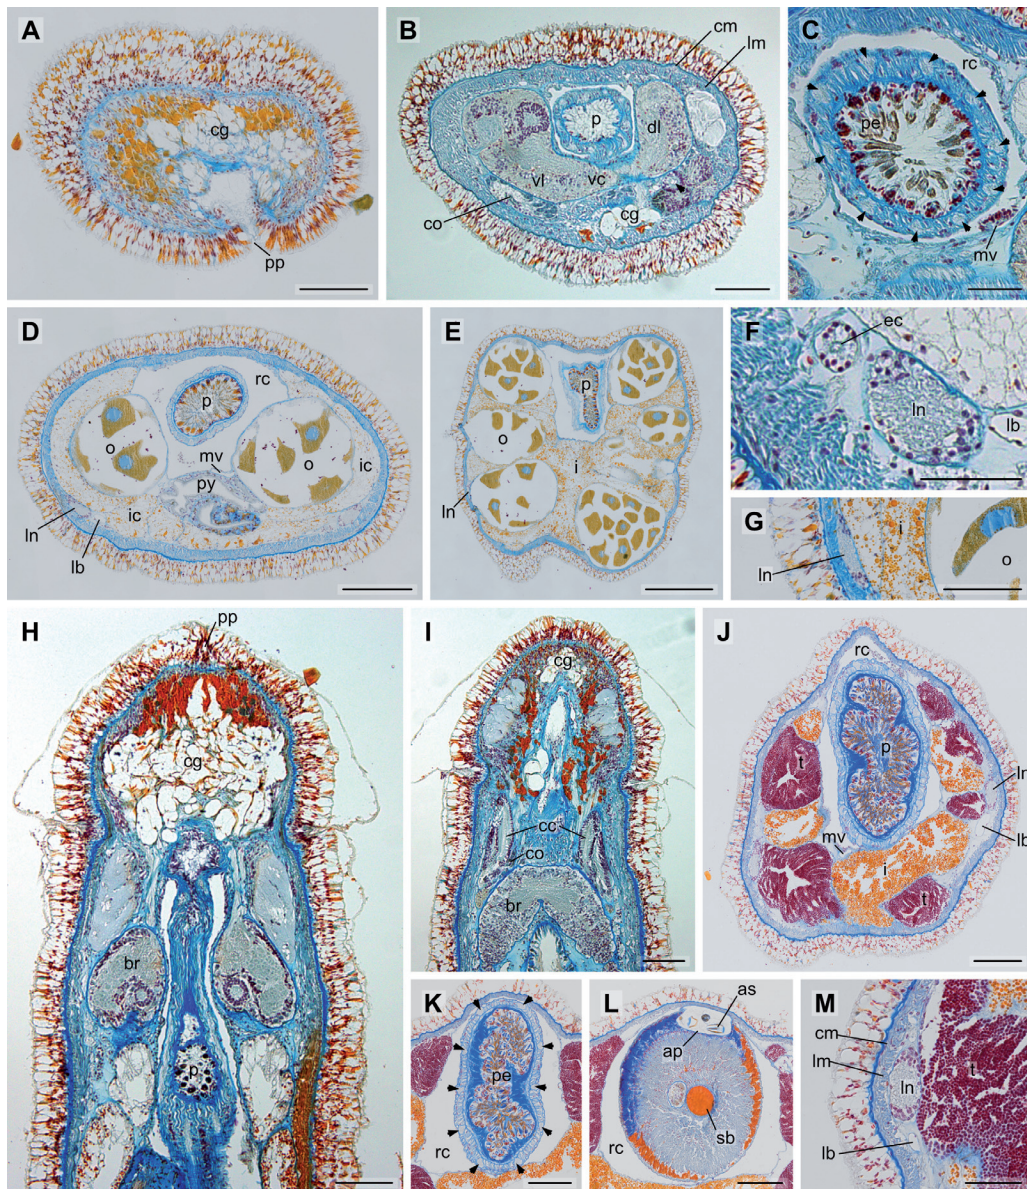 A
cg
pp
B
cm
lm
p
dl
vl
vc
co
cg
C
rc
pe
mv
D
rc
p
o
o
mv
ic
py
ln
ic
lb
E
p
o
i
ln
F
ec
ln
lb
G
i
ln
o
H
pp
cg
br
p
I
cg
cc
co
br
J
rc
t
p
ln
mv
lb
i
t
K
pe
rc
L
as
ap
sb
rc
M
cm
lm
t
ln
lb